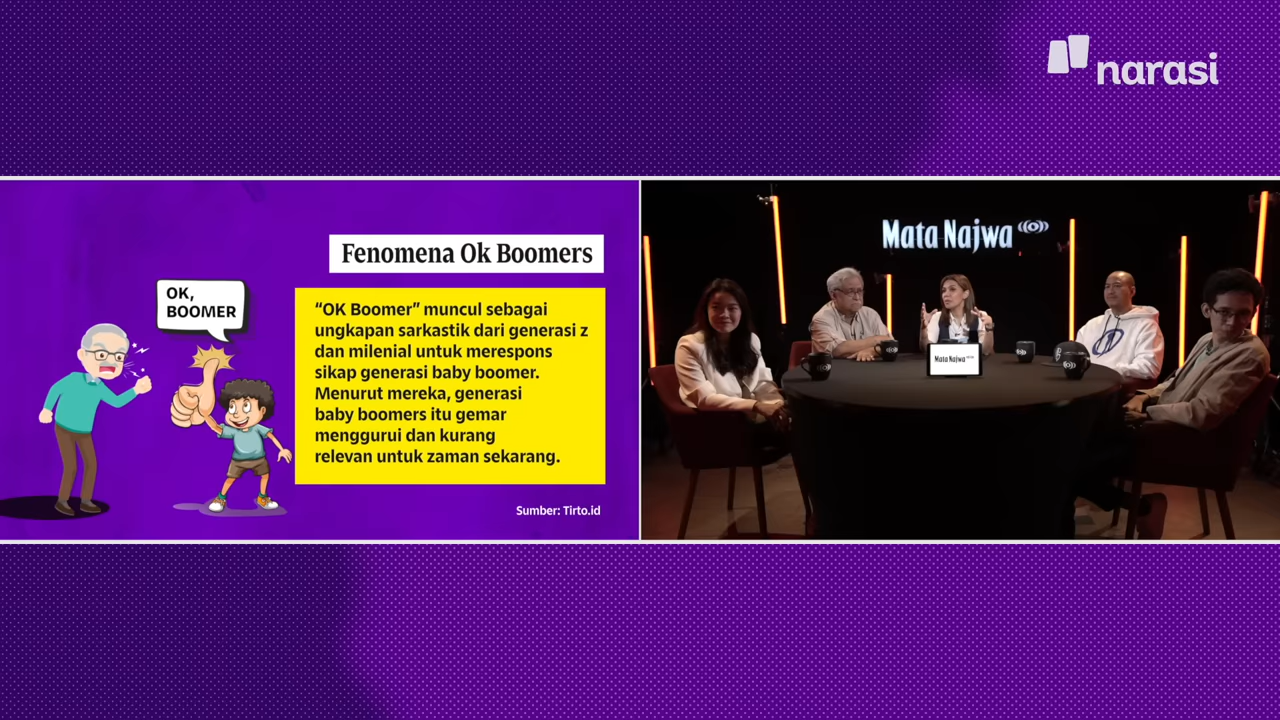 narasi
Fenomena Ok Boomers
OK,
BOOMER
“OK Boomer” muncul sebagai
ungkapan sarkastik dari generasi z
dan milenial untuk merespons
sikap generasi baby boomer.
Menurut mereka, generasi
baby boomers itu gemar
menggurui dan kurang
relevan untuk zaman sekarang.
Sumber: Tirto.id
Mata Najwa
Mata Najwa